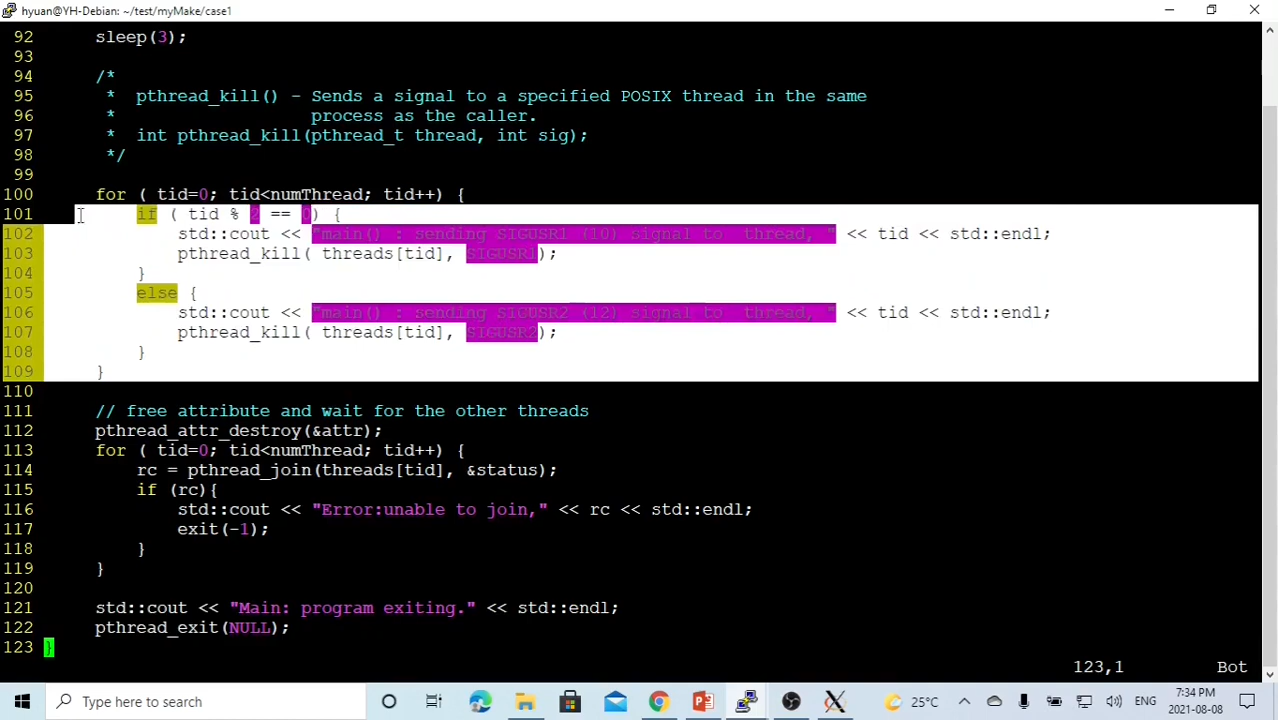 hyuan@YH-Debian: ~/test/myMake/case1
92 sleep(3);
93
94 /*
95 * pthread_kill() - Sends a signal to a specified POSIX thread in the same
96 * process as the caller.
97 * int pthread_kill(pthread_t thread, int sig);
98 */
99
100 for ( tid=0; tid<numThread; tid++) {
101 if ( tid % 2 == 0) {
102 std::cout << "main() : sending SIGUSR1 (10) signal to thread, " << tid << std::endl;
103 pthread_kill( threads[tid], SIGUSR1);
104 }
105 else {
106 std::cout << "main() : sending SIGUSR2 (12) signal to thread, " << tid << std::endl;
107 pthread_kill( threads[tid], SIGUSR2);
108 }
109 }
110
111 // free attribute and wait for the other threads
112 pthread_attr_destroy(&attr);
113 for ( tid=0; tid<numThread; tid++) {
114 rc = pthread_join(threads[tid], &status);
115 if (rc){
116 std::cout << "Error:unable to join," << rc << std::endl;
117 exit(-1);
118 }
119 }
120
121 std::cout << "Main: program exiting." << std::endl;
122 pthread_exit(NULL);
123 }
123,1 Bot
Type here to search
25°C
ENG
7:34 PM
2021-08-08